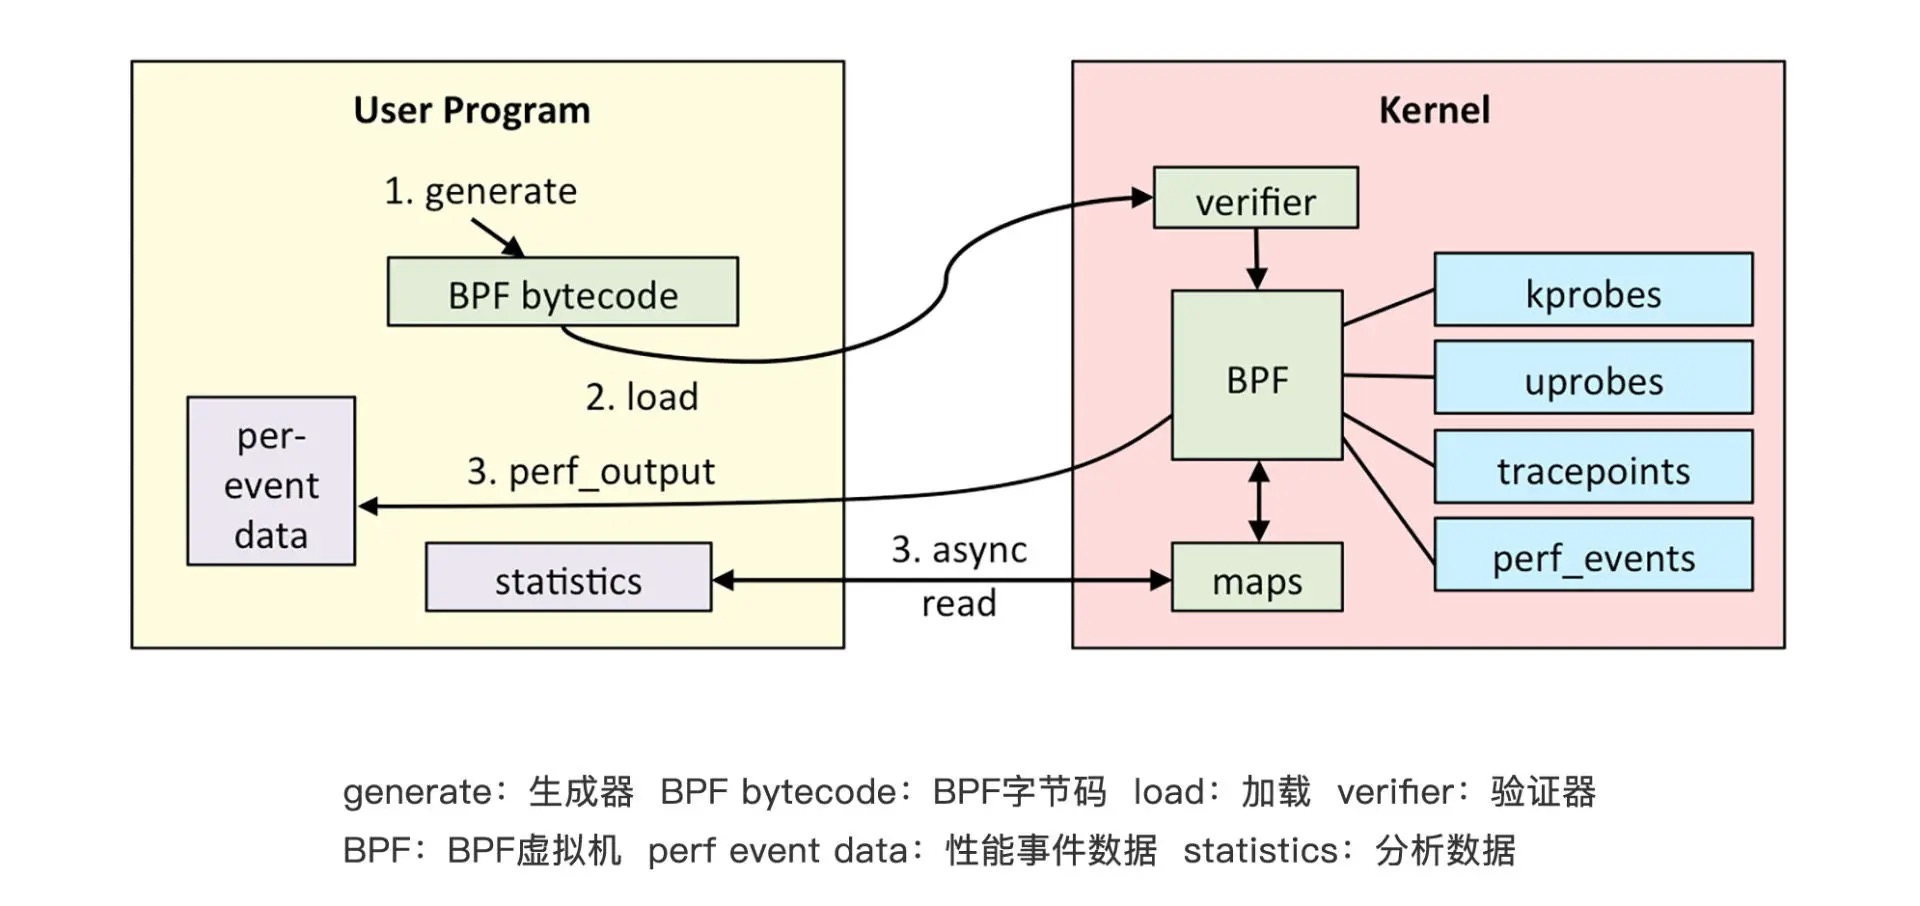 User Program
1. generate
BPF bytecode
2. load
per-
event
data
3. perf_output
statistics
3. async
read
Kernel
verifier
BPF
maps
kprobes
uprobes
tracepoints
perf_events
generate：生成器 BPF bytecode：BPF字节码 load：加载 verifier：验证器
BPF：BPF虚拟机 perf event data：性能事件数据 statistics：分析数据